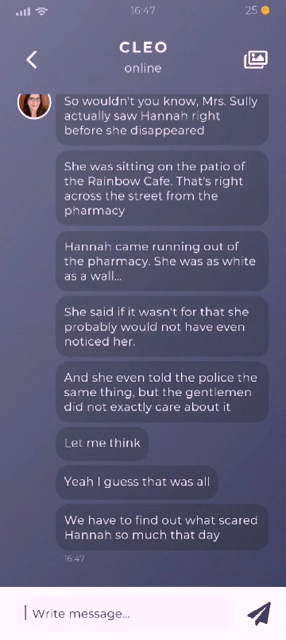 16:47
25
CLEO
online
So wouldn't you know, Mrs. Sully
actually saw Hannah right
before she disappeared
She was sitting on the patio of
the Rainbow Cafe. That's right
across the street from the
pharmacy
Hannah came running out of
the pharmacy. She was as white
as a wall...
She said if it wasn't for that she
probably would not have even
noticed her.
And she even told the police the
same thing, but the gentlemen
did not exactly care about it
Let me think
Yeah I guess that was all
We have to find out what scared
Hannah so much that day
16:47
Write message...